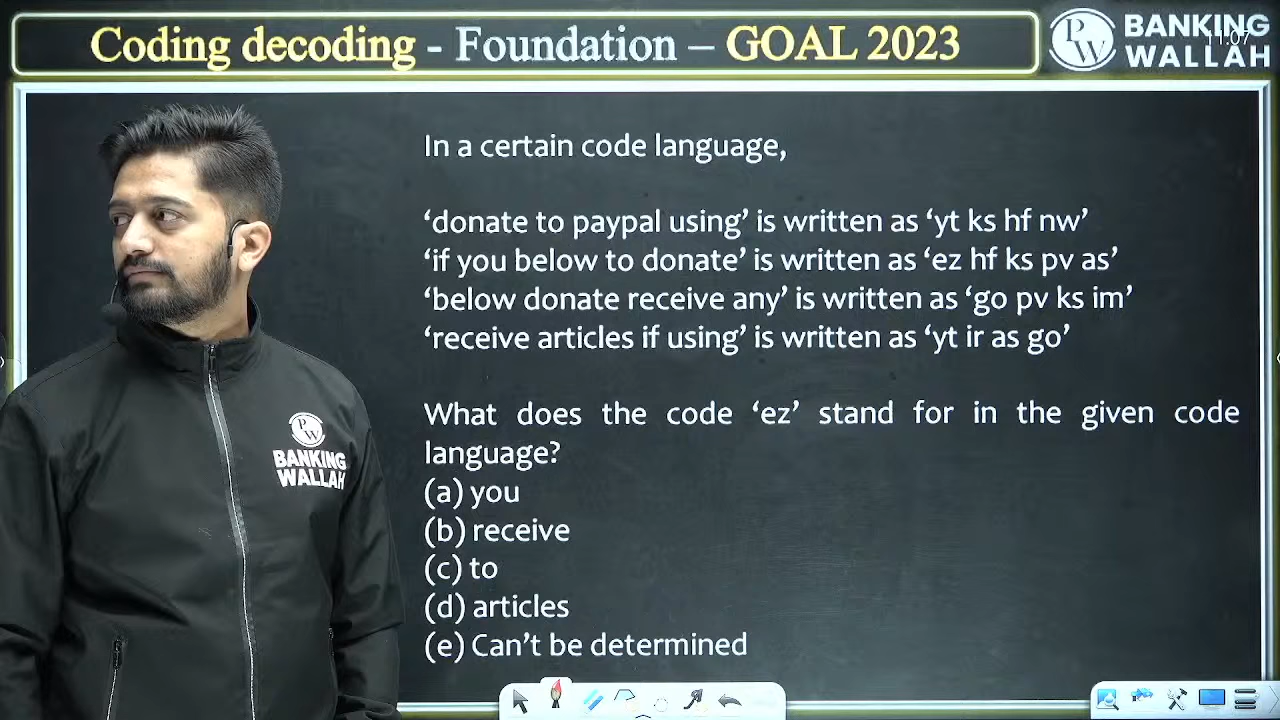 Coding decoding - Foundation – GOAL 2023
PW BANKING WALLAH
11:07
In a certain code language,
‘donate to paypal using’ is written as ‘yt ks hf nw’
‘if you below to donate’ is written as ‘ez hf ks pv as’
‘below donate receive any’ is written as ‘go pv ks im’
‘receive articles if using’ is written as ‘yt ir as go’
What does the code ‘ez’ stand for in the given code
language?
(a) you
(b) receive
(c) to
(d) articles
(e) Can’t be determined
PW
BANKING
WALLAH